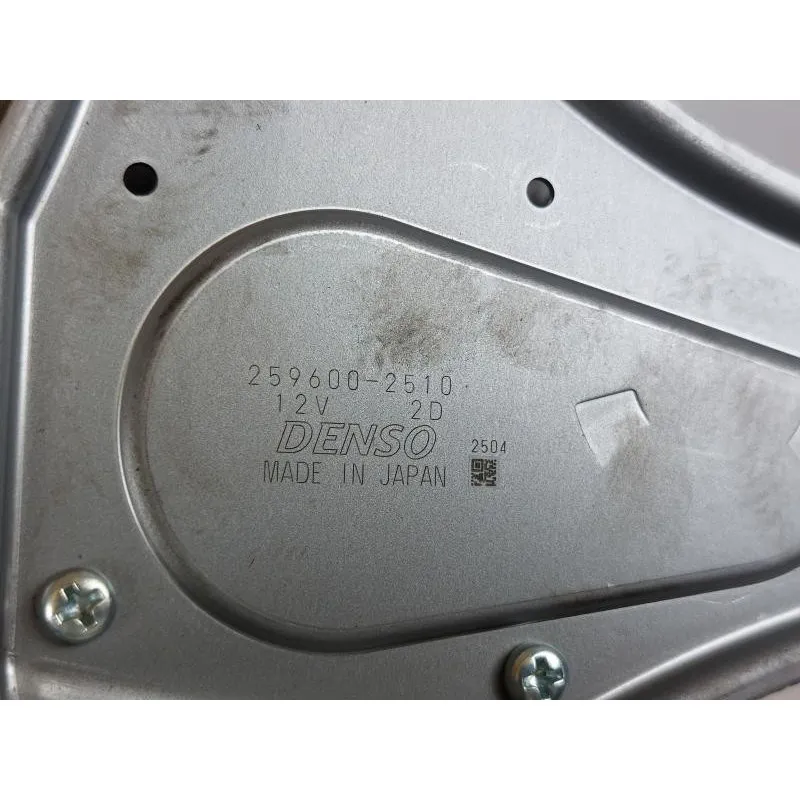 259600-2510
12V 2D
DENSO 2504
MADE IN JAPAN